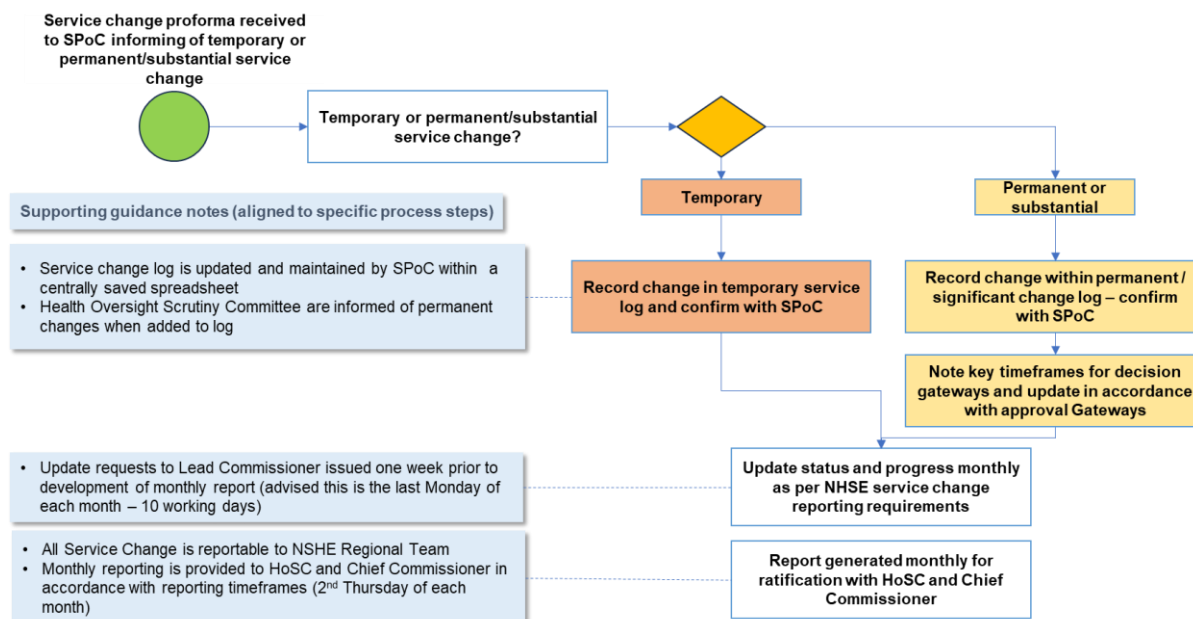 Service change proforma received
to SPoC informing of temporary or
permanent/substantial service
change
Temporary or permanent/substantial
service change?
Temporary
Permanent or
substantial
Supporting guidance notes (aligned to specific process steps)
• Service change log is updated and maintained by SPoC within a
centrally saved spreadsheet
• Health Oversight Scrutiny Committee are informed of permanent
changes when added to log
Record change in temporary service
log and confirm with SPoC
Record change within permanent /
significant change log – confirm
with SPoC
Note key timeframes for decision
gateways and update in accordance
with approval Gateways
• Update requests to Lead Commissioner issued one week prior to
development of monthly report (advised this is the last Monday of
each month – 10 working days)
Update status and progress monthly
as per NHSE service change
reporting requirements
• All Service Change is reportable to NSHE Regional Team
• Monthly reporting is provided to HoSC and Chief Commissioner in
accordance with reporting timeframes (2nd Thursday of each
month)
Report generated monthly for
ratification with HoSC and Chief
Commissioner